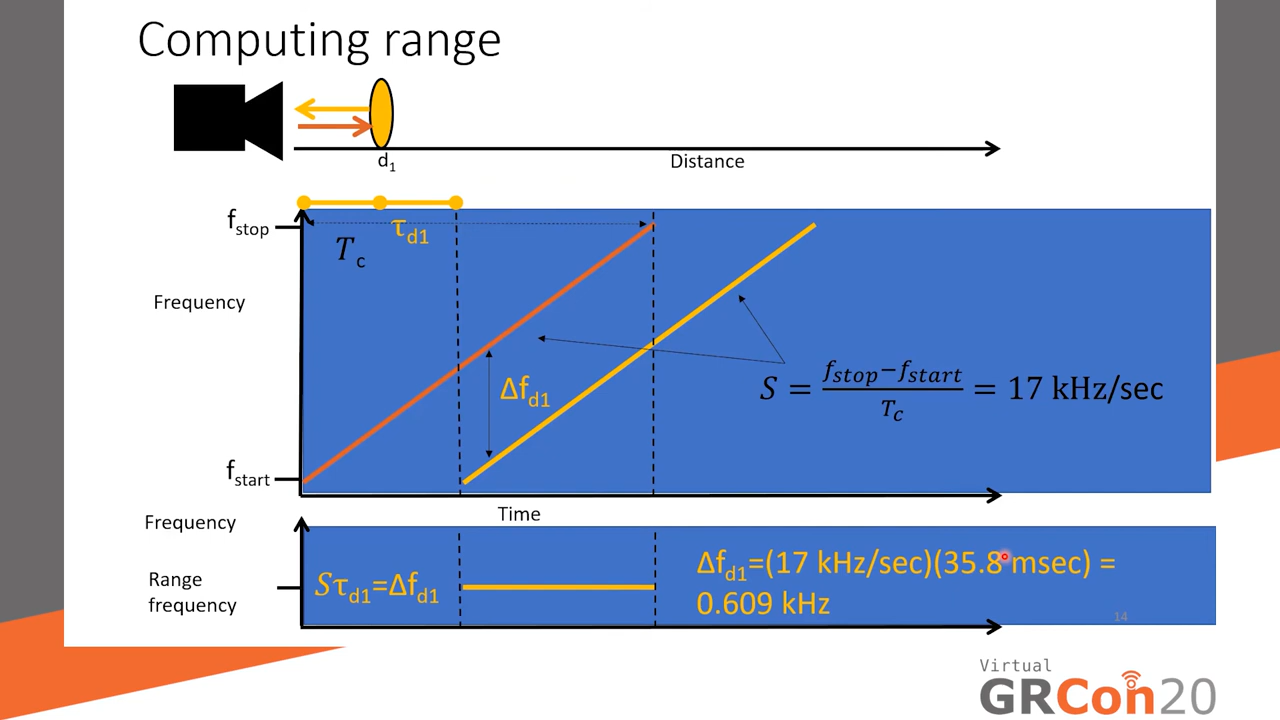 Computing range
d1
Distance
fstop
τd1
Tc
Frequency
Δfd1
S = fstop−fstart / Tc = 17 kHz/sec
fstart
Time
Frequency
Range
frequency
Sτd1=Δfd1
Δfd1=(17 kHz/sec)(35.8 msec) =
0.609 kHz
14
Virtual
GRCon20